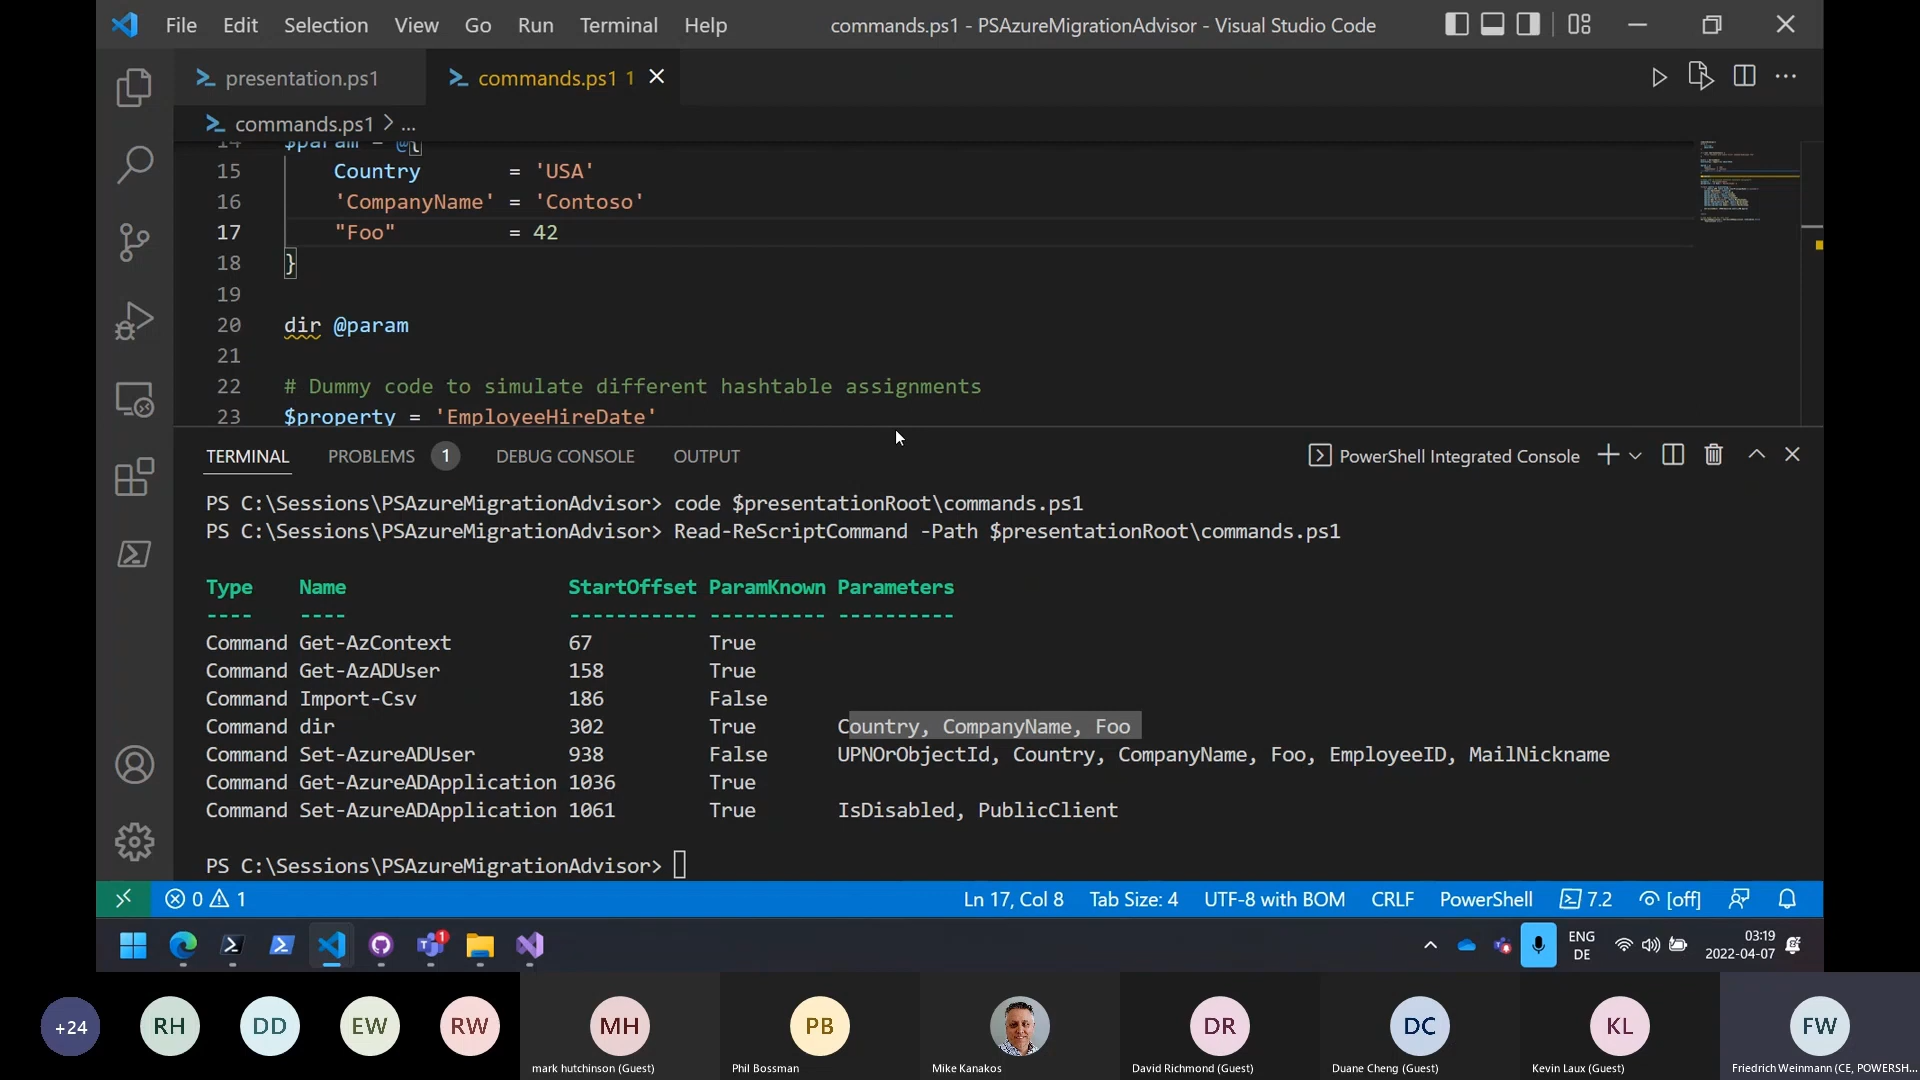 File Edit Selection View Go Run Terminal Help commands.ps1 - PSAzureMigrationAdvisor - Visual Studio Code
presentation.ps1 commands.ps1 1
commands.ps1 > ...
14 $param = @{
15 Country = 'USA'
16 'CompanyName' = 'Contoso'
17 "Foo" = 42
18 }
19
20 dir @param
21
22 # Dummy code to simulate different hashtable assignments
23 $property = 'EmployeeHireDate'
TERMINAL PROBLEMS 1 DEBUG CONSOLE OUTPUT PowerShell Integrated Console
PS C:\Sessions\PSAzureMigrationAdvisor> code $presentationRoot\commands.ps1
PS C:\Sessions\PSAzureMigrationAdvisor> Read-ReScriptCommand -Path $presentationRoot\commands.ps1
Type Name StartOffset ParamKnown Parameters
---- ---- ----------- ---------- ----------
Command Get-AzContext 67 True
Command Get-AzADUser 158 True
Command Import-Csv 186 False
Command dir 302 True Country, CompanyName, Foo
Command Set-AzureADUser 938 False UPNOrObjectId, Country, CompanyName, Foo, EmployeeID, MailNickname
Command Get-AzureADApplication 1036 True
Command Set-AzureADApplication 1061 True IsDisabled, PublicClient
PS C:\Sessions\PSAzureMigrationAdvisor>
0 1 Ln 17, Col 8 Tab Size: 4 UTF-8 with BOM CRLF PowerShell 7.2 [off]
1 ENG 03:19
DE 2022-04-07
+24 RH DD EW RW MH PB DR DC KL FW
mark hutchinson (Guest) Phil Bossman Mike Kanakos David Richmond (Guest) Duane Cheng (Guest) Kevin Laux (Guest) Friedrich Weinmann (CE, POWERSH...